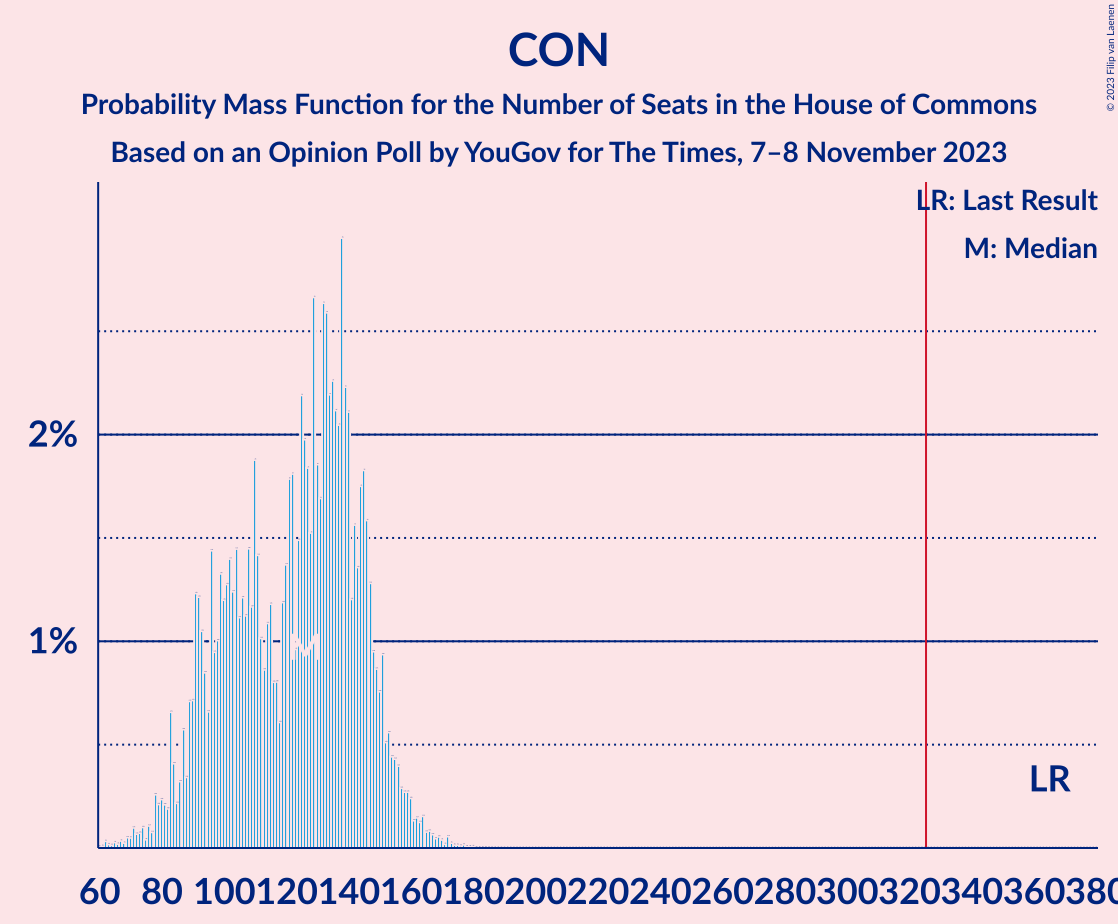 CON
Probability Mass Function for the Number of Seats in the House of Commons
Based on an Opinion Poll by YouGov for The Times, 7–8 November 2023
© 2023 Filip van Laenen
LR: Last Result
M: Median
2%
1%
M
LR
60 80 100 120 140 160 180 200 220 240 260 280 300 320 340 360 380